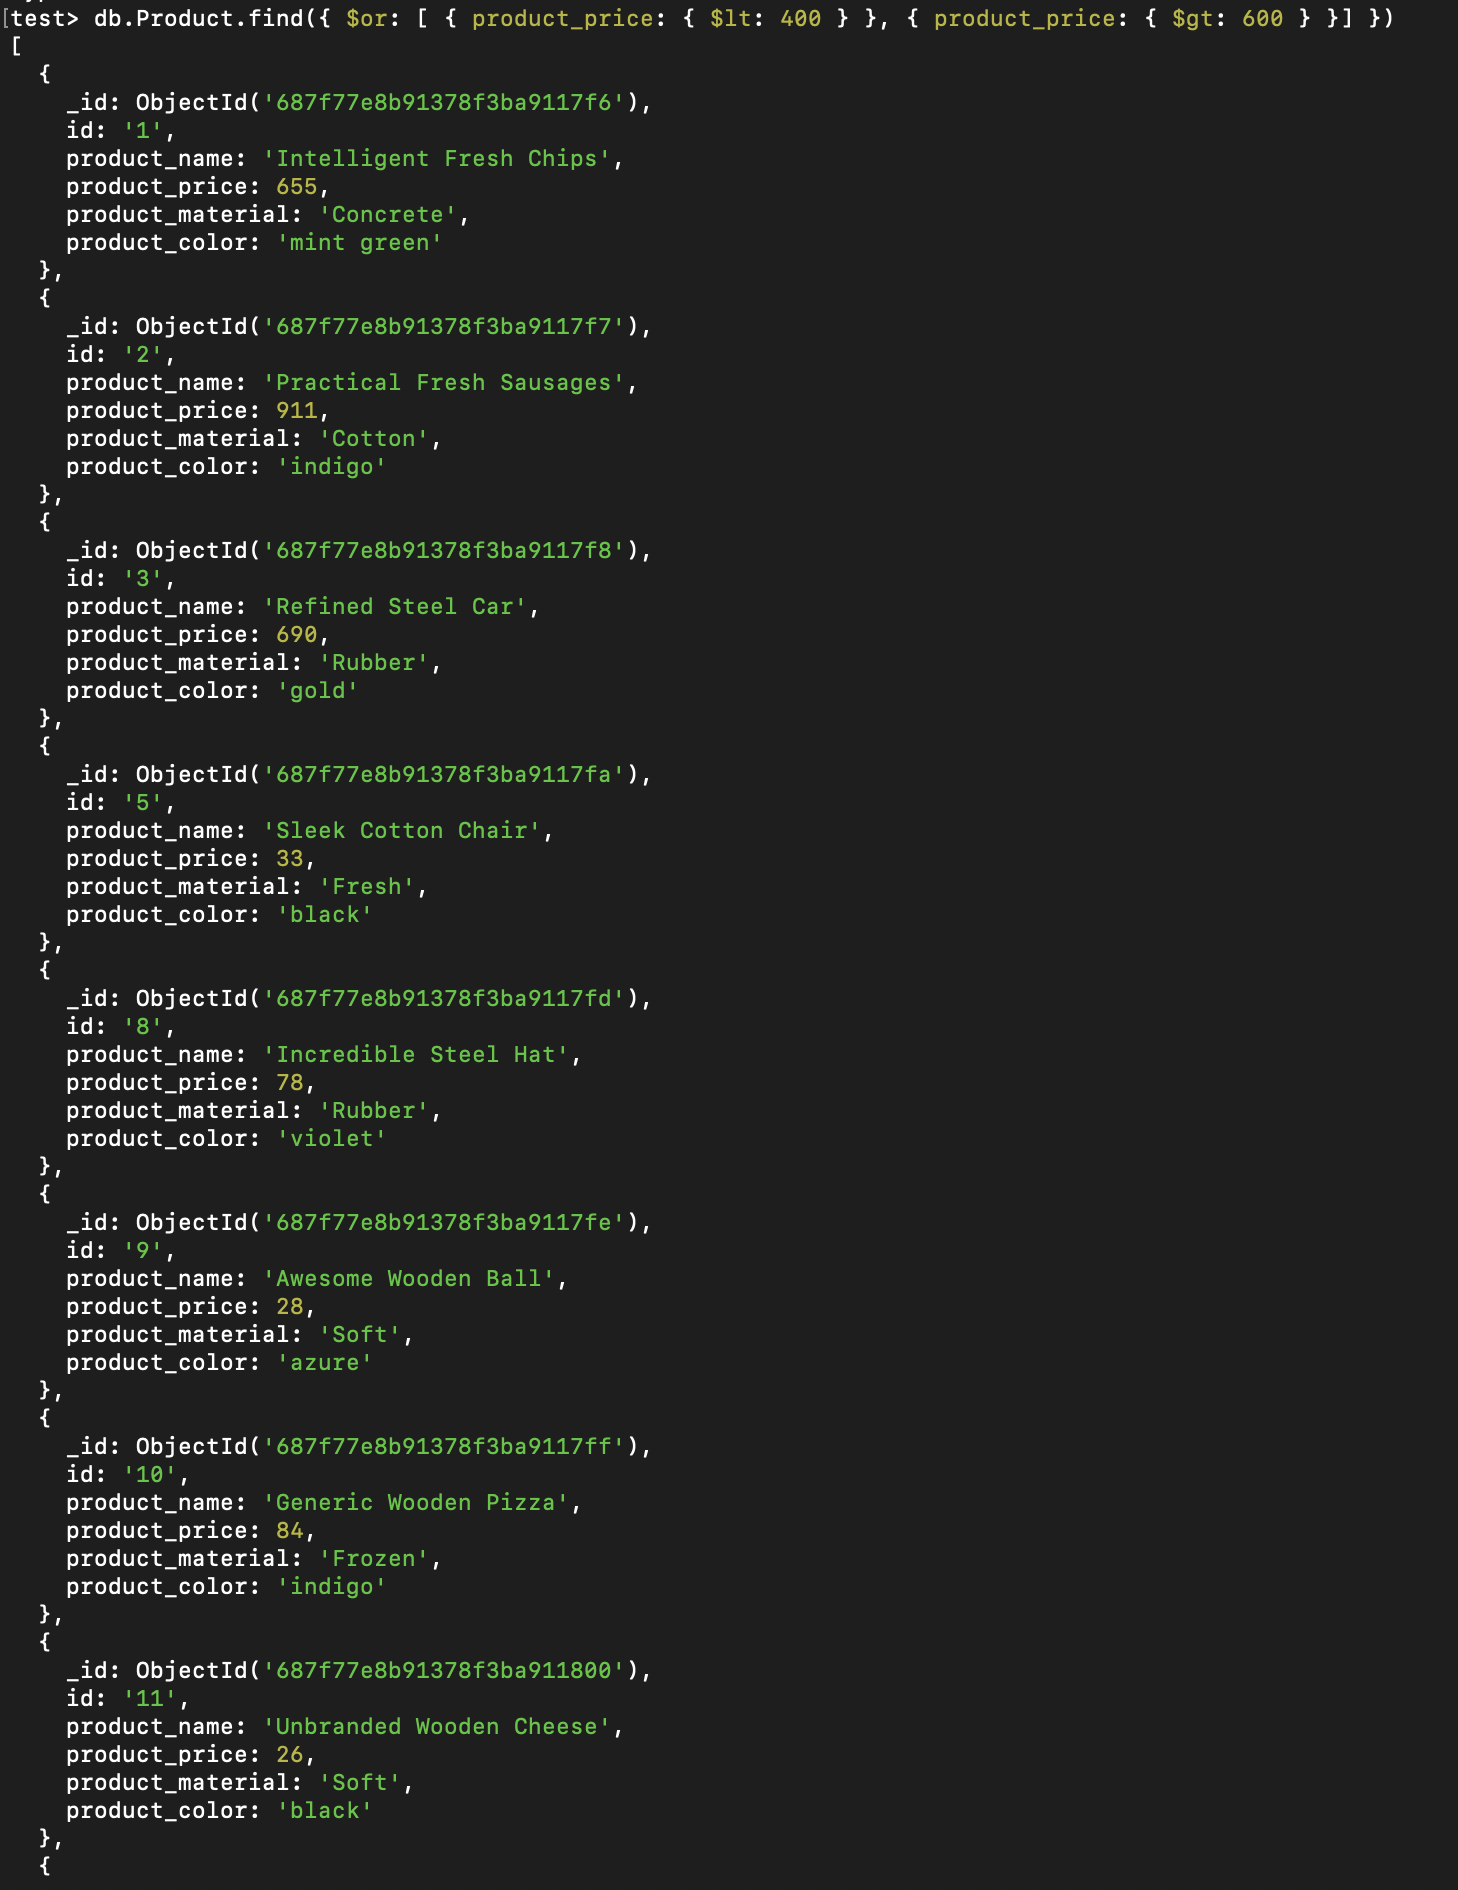 [test> db.Product.find({ $or: [ { product_price: { $lt: 400 } }, { product_price: { $gt: 600 } }] })
[
  {
    _id: ObjectId('687f77e8b91378f3ba9117f6'),
    id: '1',
    product_name: 'Intelligent Fresh Chips',
    product_price: 655,
    product_material: 'Concrete',
    product_color: 'mint green'
  },
  {
    _id: ObjectId('687f77e8b91378f3ba9117f7'),
    id: '2',
    product_name: 'Practical Fresh Sausages',
    product_price: 911,
    product_material: 'Cotton',
    product_color: 'indigo'
  },
  {
    _id: ObjectId('687f77e8b91378f3ba9117f8'),
    id: '3',
    product_name: 'Refined Steel Car',
    product_price: 690,
    product_material: 'Rubber',
    product_color: 'gold'
  },
  {
    _id: ObjectId('687f77e8b91378f3ba9117fa'),
    id: '5',
    product_name: 'Sleek Cotton Chair',
    product_price: 33,
    product_material: 'Fresh',
    product_color: 'black'
  },
  {
    _id: ObjectId('687f77e8b91378f3ba9117fd'),
    id: '8',
    product_name: 'Incredible Steel Hat',
    product_price: 78,
    product_material: 'Rubber',
    product_color: 'violet'
  },
  {
    _id: ObjectId('687f77e8b91378f3ba9117fe'),
    id: '9',
    product_name: 'Awesome Wooden Ball',
    product_price: 28,
    product_material: 'Soft',
    product_color: 'azure'
  },
  {
    _id: ObjectId('687f77e8b91378f3ba9117ff'),
    id: '10',
    product_name: 'Generic Wooden Pizza',
    product_price: 84,
    product_material: 'Frozen',
    product_color: 'indigo'
  },
  {
    _id: ObjectId('687f77e8b91378f3ba911800'),
    id: '11',
    product_name: 'Unbranded Wooden Cheese',
    product_price: 26,
    product_material: 'Soft',
    product_color: 'black'
  },
  {